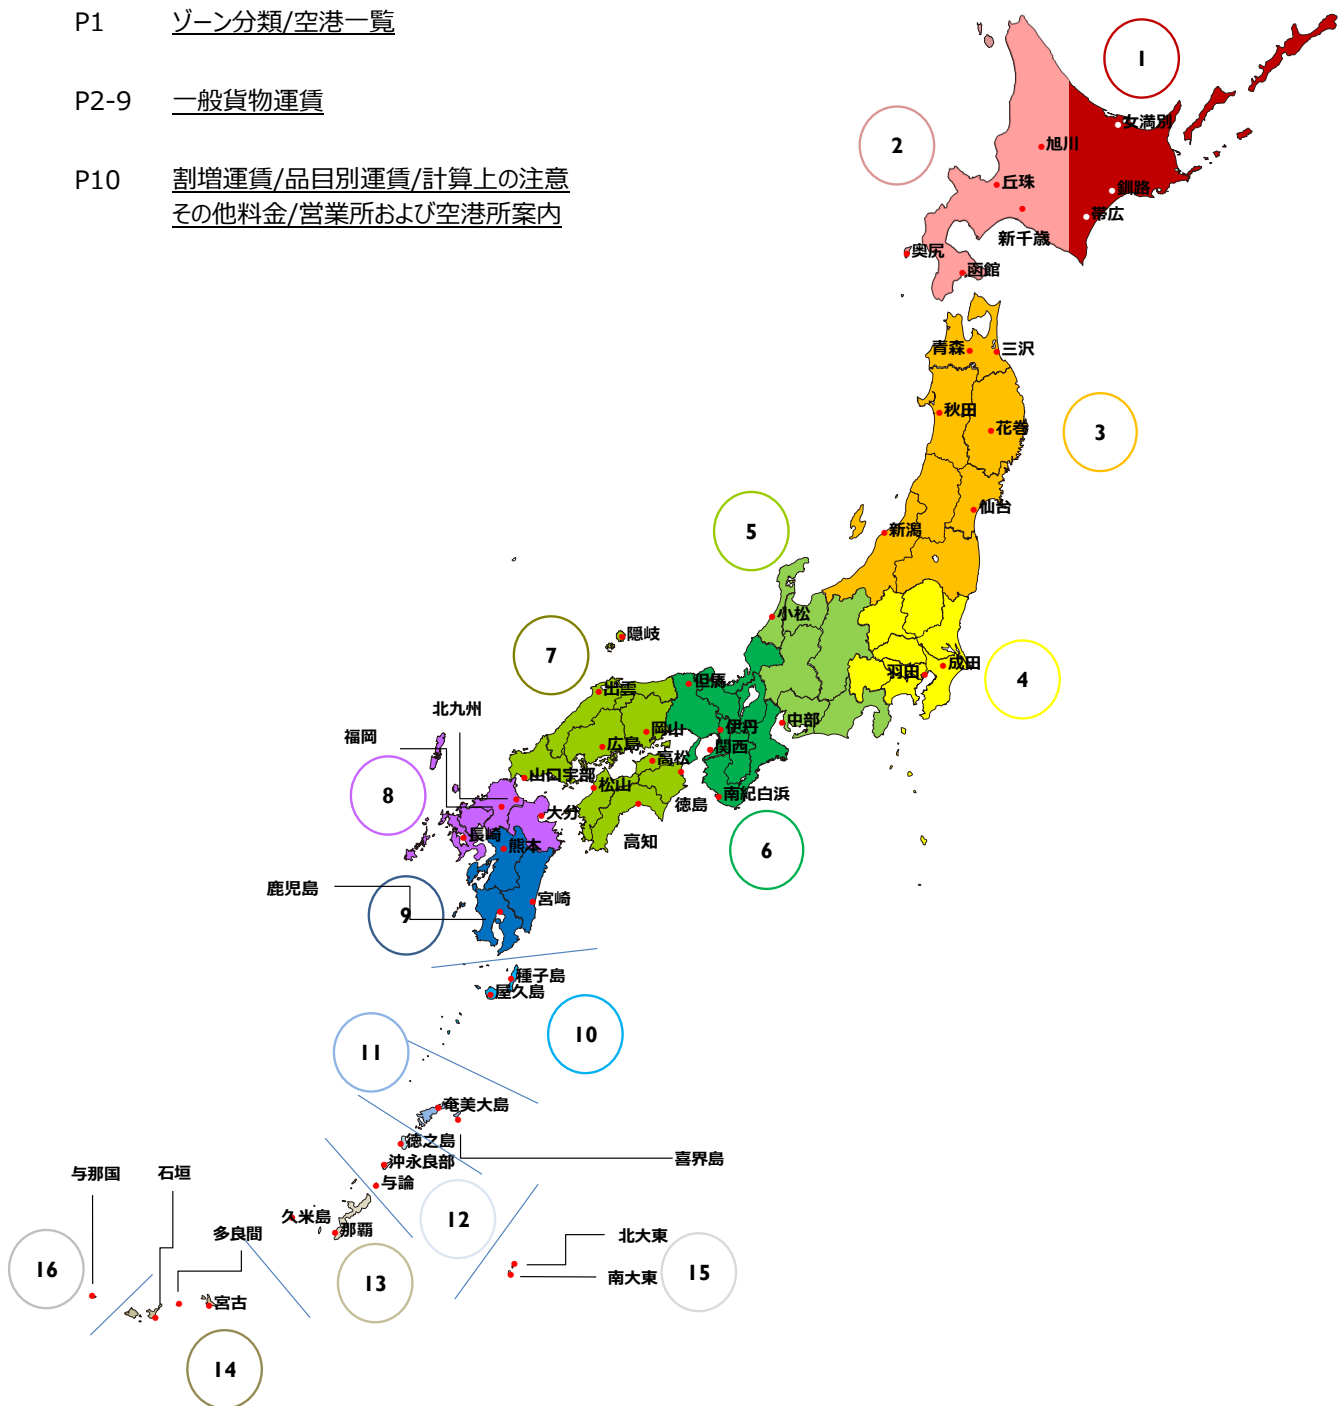 P1 ゾーン分類/空港一覧
P2-9 一般貨物運賃
P10 割増運賃/品目別運賃/計算上の注意
その他料金/営業所および空港所案内
1
女満別
2
旭川
丘珠
釧路
帯広
新千歳
奥尻
函館
青森
三沢
秋田
花巻
3
仙台
5
新潟
小松
隠岐
7
成田
羽田
4
出雲
但馬
北九州
中部
伊丹
岡山
福岡
広島
関西
高松
山口宇部
松山
8
南紀白浜
徳島
大分
長崎
高知
熊本
6
鹿児島
宮崎
9
種子島
屋久島
10
11
奄美大島
徳之島
喜界島
沖永良部
与那国
石垣
与論
久米島
12
那覇
多良間
北大東
16
15
南大東
13
宮古
14